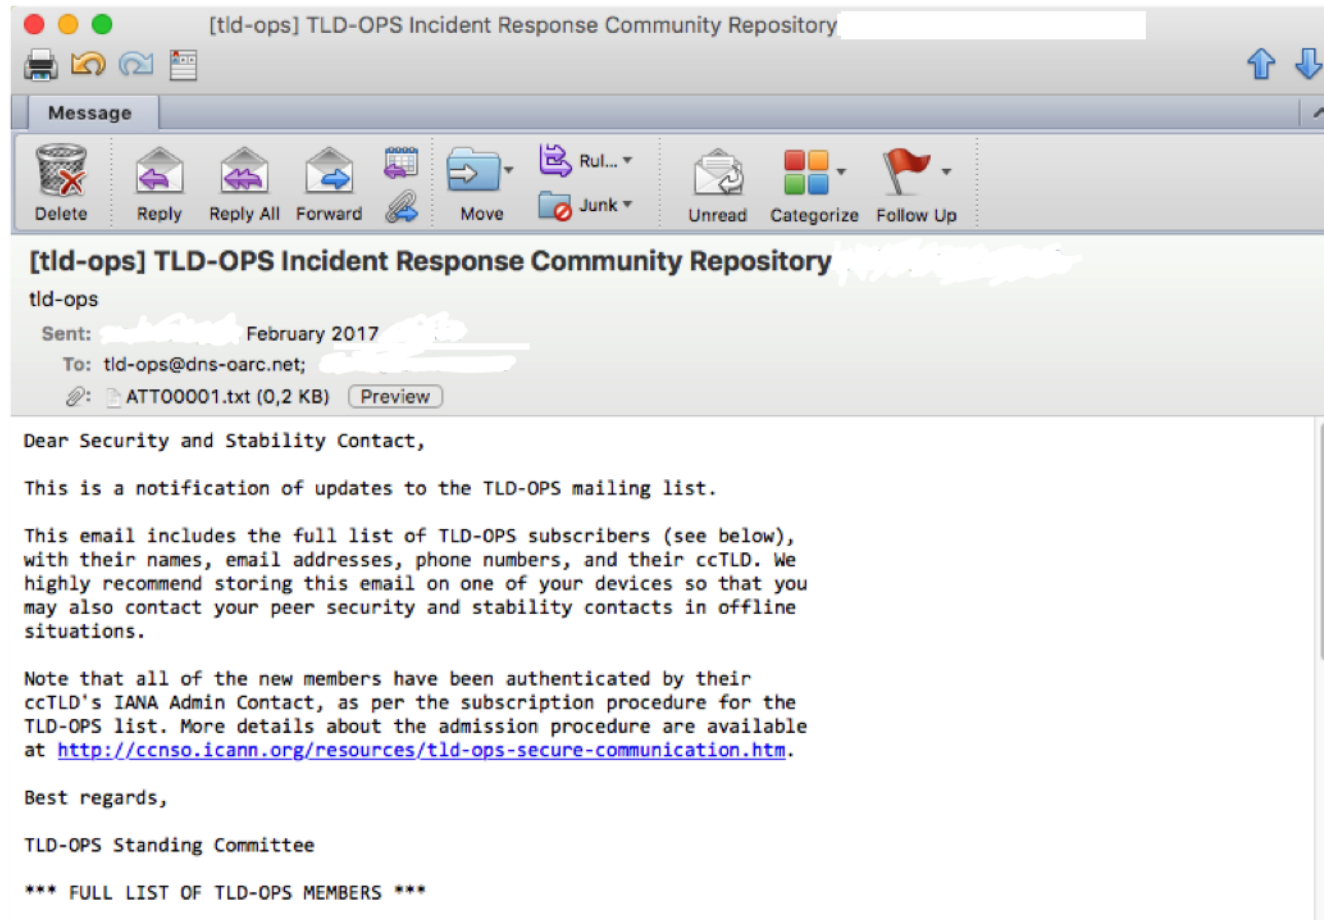 [tld-ops] TLD-OPS Incident Response Community Repository
Message
Delete
Reply
Reply All
Forward
Move
Rul...
Junk
Unread
Categorize
Follow Up
[tld-ops] TLD-OPS Incident Response Community Repository
tld-ops
Sent: February 2017
To: tld-ops@dns-oarc.net;
ATT00001.txt (0,2 KB) Preview
Dear Security and Stability Contact,
This is a notification of updates to the TLD-OPS mailing list.
This email includes the full list of TLD-OPS subscribers (see below),
with their names, email addresses, phone numbers, and their ccTLD. We
highly recommend storing this email on one of your devices so that you
may also contact your peer security and stability contacts in offline
situations.
Note that all of the new members have been authenticated by their
ccTLD's IANA Admin Contact, as per the subscription procedure for the
TLD-OPS list. More details about the admission procedure are available
at http://ccnso.icann.org/resources/tld-ops-secure-communication.htm.
Best regards,
TLD-OPS Standing Committee
*** FULL LIST OF TLD-OPS MEMBERS ***